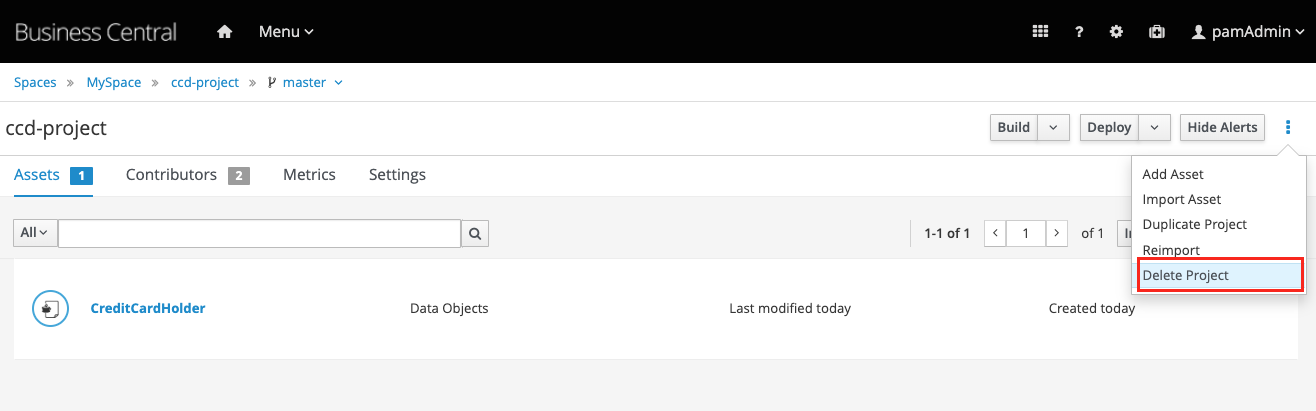 Business Central Menu ? pamAdmin
Spaces » MySpace » ccd-project » master
ccd-project Build Deploy Hide Alerts
Assets 1 Contributors 2 Metrics Settings
Add Asset
Import Asset
Duplicate Project
Reimport
Delete Project
All 1-1 of 1 < 1 > of 1
CreditCardHolder Data Objects Last modified today Created today